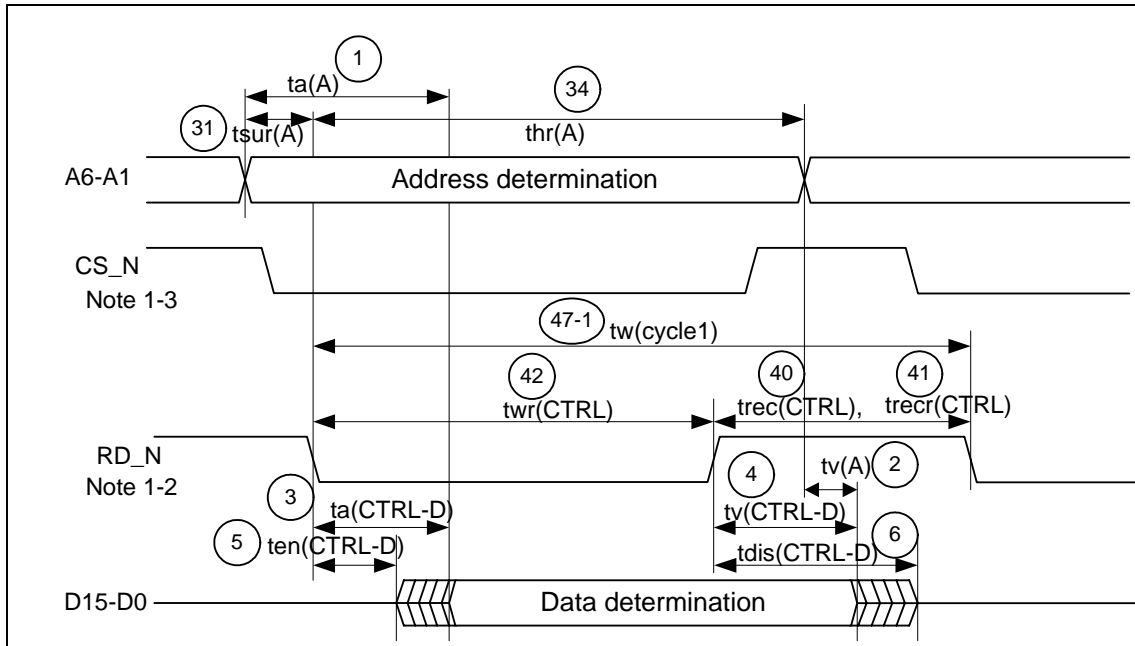 1
ta(A)
34
31
tsur(A)
thr(A)
A6-A1
Address determination
CS_N
Note 1-3
47-1
tw(cycle1)
42
40
41
twr(CTRL)
trec(CTRL), trecr(CTRL)
RD_N
Note 1-2
3
4
tv(A)
2
ta(CTRL-D)
tv(CTRL-D)
5
ten(CTRL-D)
tdis(CTRL-D)
6
D15-D0
Data determination